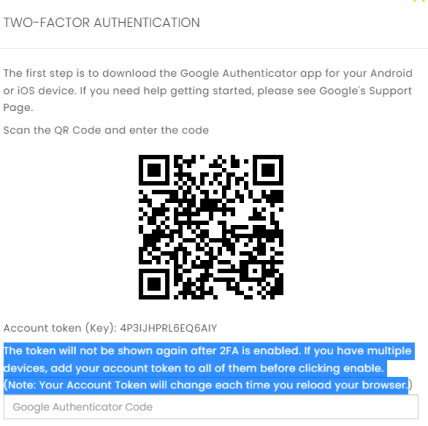 TWO-FACTOR AUTHENTICATION
The first step is to download the Google Authenticator app for your Android
or iOS device. If you need help getting started, please see Google's Support
Page.
Scan the QR Code and enter the code
Account token (Key): 4P3IJHPRL6EQ6AIY
The token will not be shown again after 2FA is enabled. If you have multiple
devices, add your account token to all of them before clicking enable.
(Note: Your Account Token will change each time you reload your browser.)
Google Authenticator Code